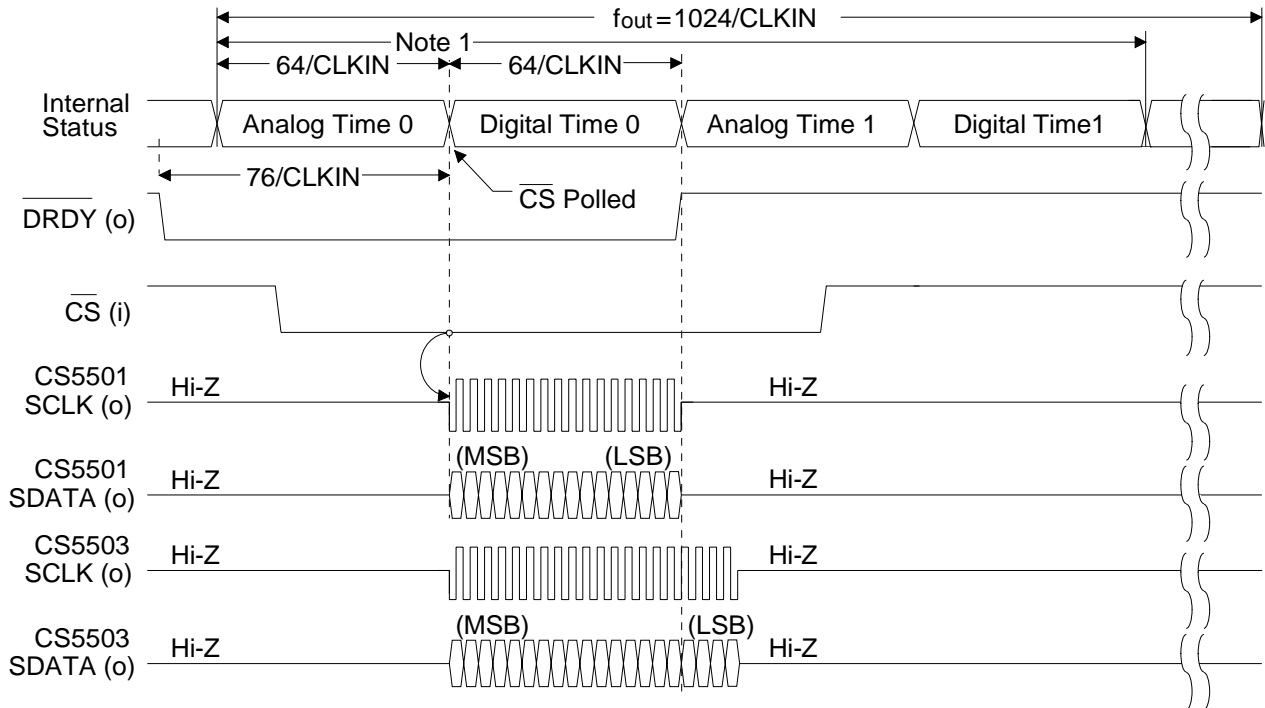 fout=1024/CLKIN
Note 1
64/CLKIN 64/CLKIN
Internal
Status
Analog Time 0 Digital Time 0 Analog Time 1 Digital Time1
76/CLKIN
CS Polled
DRDY (o)
CS (i)
CS5501
SCLK (o)
Hi-Z Hi-Z
CS5501
SDATA (o)
Hi-Z (MSB) (LSB) Hi-Z
CS5503
SCLK (o)
Hi-Z Hi-Z
CS5503
SDATA (o)
Hi-Z (MSB) (LSB) Hi-Z